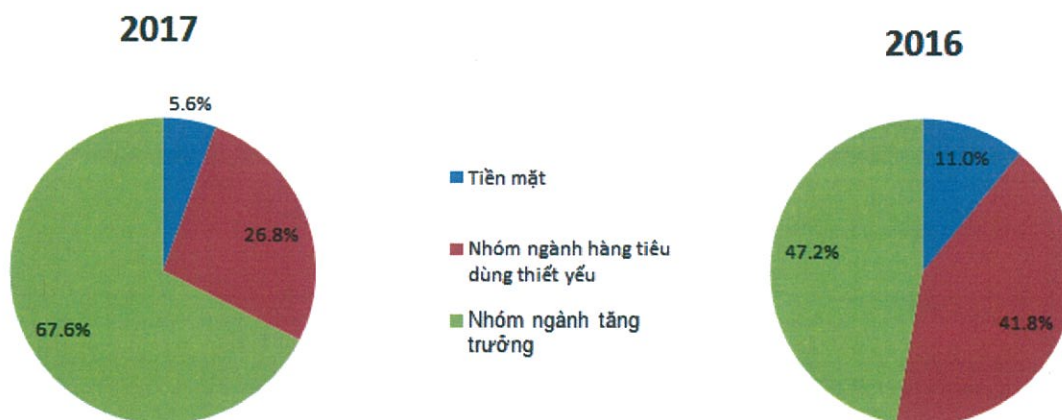 2017
2016
5.6%
26.8%
67.6%
Tiền mặt
Nhóm ngành hàng tiêu
dùng thiết yếu
Nhóm ngành tăng
trưởng
11.0%
47.2%
41.8%